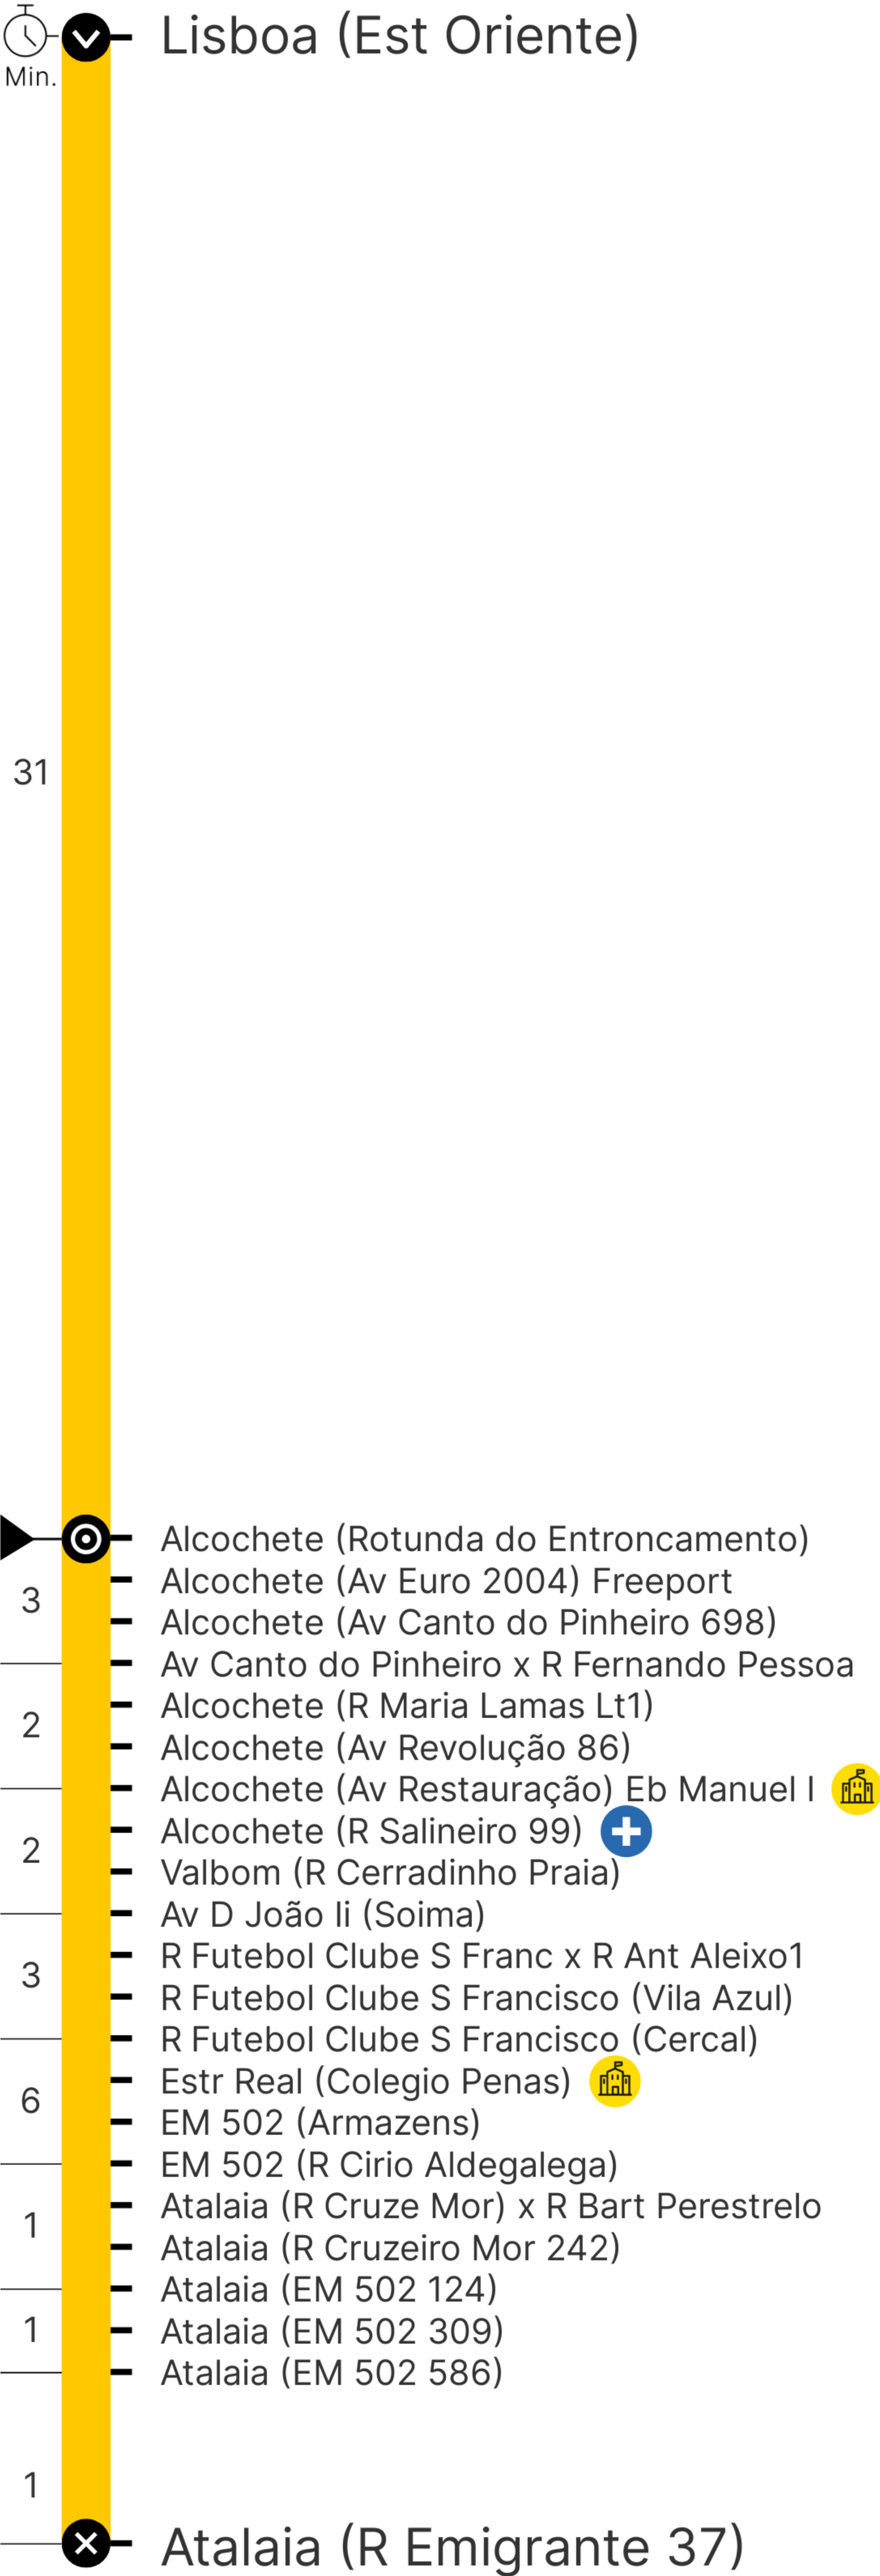 Lisboa (Est Oriente)
Min.
31
Alcochete (Rotunda do Entroncamento)
Alcochete (Av Euro 2004) Freeport
3
Alcochete (Av Canto do Pinheiro 698)
Av Canto do Pinheiro x R Fernando Pessoa
Alcochete (R Maria Lamas Lt1)
2
Alcochete (Av Revolução 86)
Alcochete (Av Restauração) Eb Manuel I
Alcochete (R Salineiro 99)
2
Valbom (R Cerradinho Praia)
Av D João Ii (Soima)
R Futebol Clube S Franc x R Ant Aleixo1
3
R Futebol Clube S Francisco (Vila Azul)
R Futebol Clube S Francisco (Cercal)
Estr Real (Colegio Penas)
6
EM 502 (Armazens)
EM 502 (R Cirio Aldegalega)
Atalaia (R Cruze Mor) x R Bart Perestrelo
1
Atalaia (R Cruzeiro Mor 242)
Atalaia (EM 502 124)
1
Atalaia (EM 502 309)
Atalaia (EM 502 586)
1
Atalaia (R Emigrante 37)